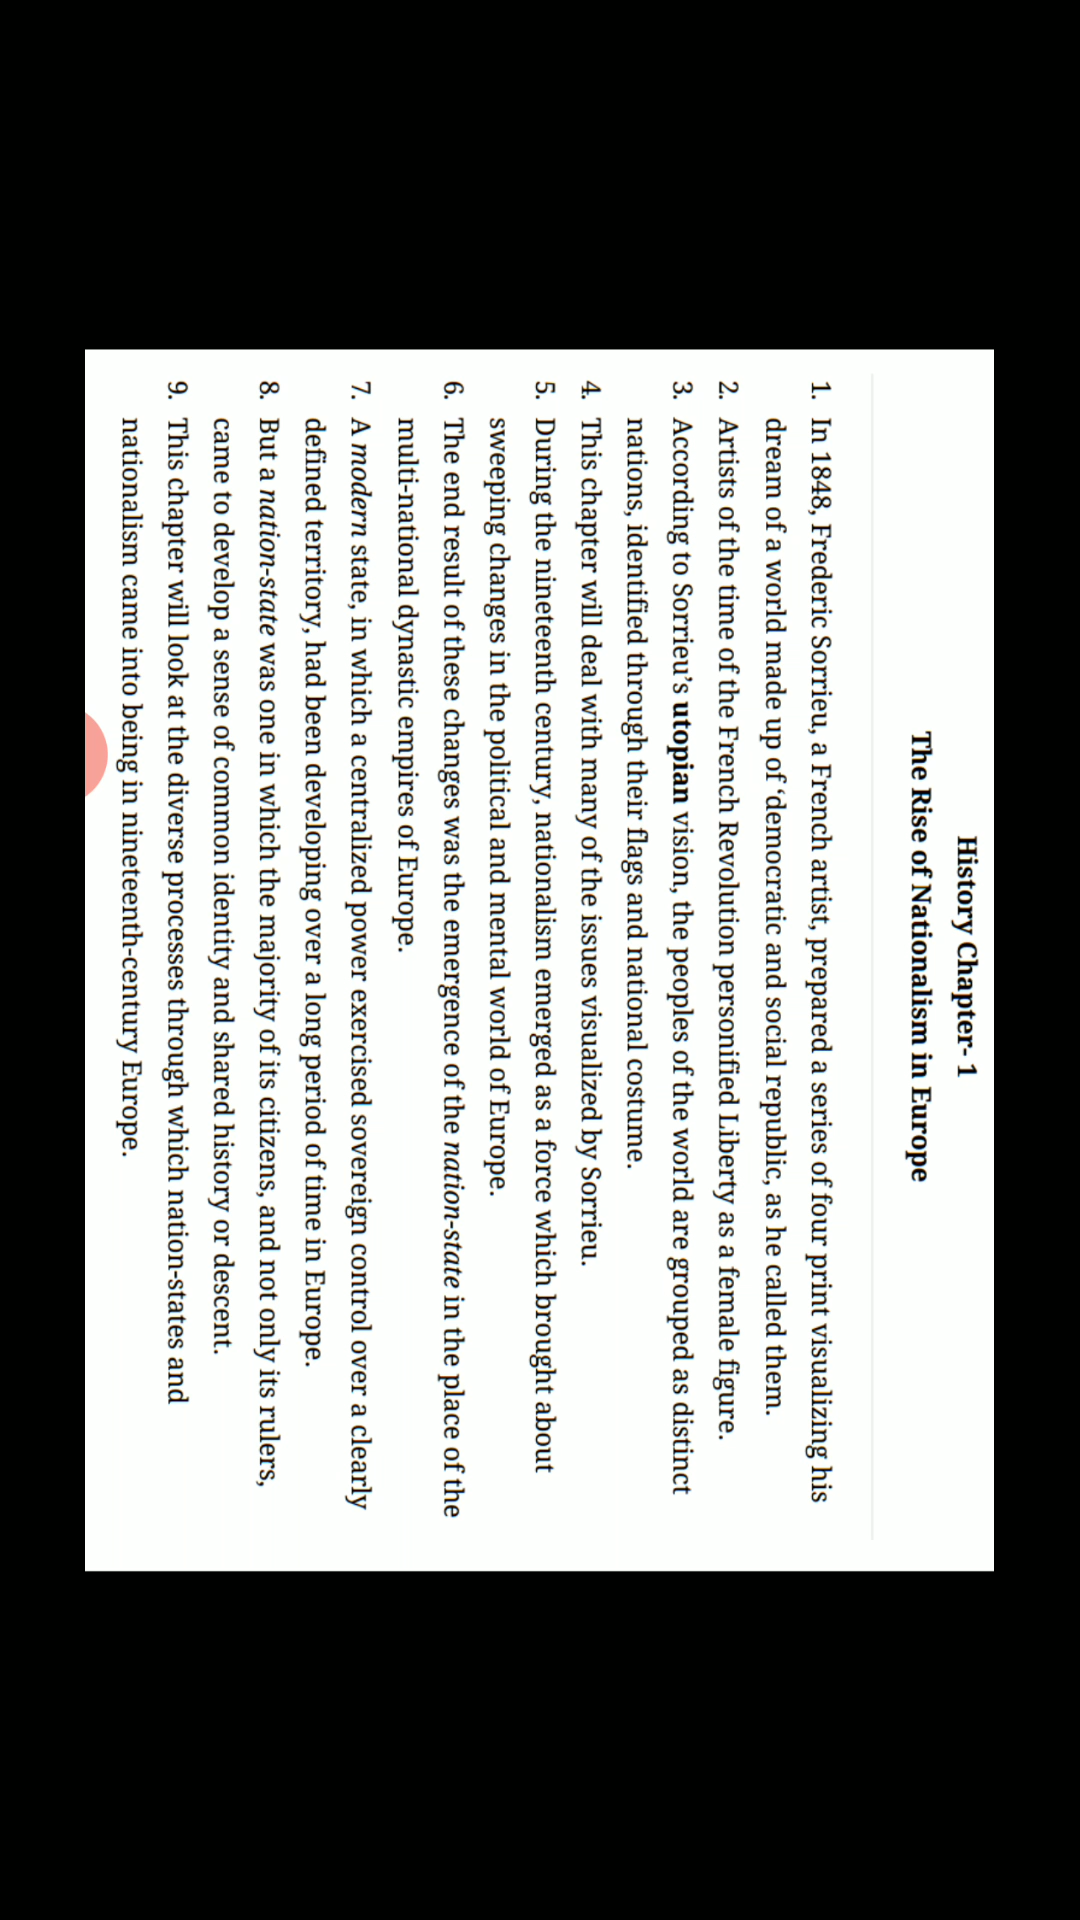 History Chapter- 1
The Rise of Nationalism in Europe
1. In 1848, Frederic Sorrieu, a French artist, prepared a series of four print visualizing his
dream of a world made up of ‘democratic and social republic, as he called them.
2. Artists of the time of the French Revolution personified Liberty as a female figure.
3. According to Sorrieu’s utopian vision, the peoples of the world are grouped as distinct
nations, identified through their flags and national costume.
4. This chapter will deal with many of the issues visualized by Sorrieu.
5. During the nineteenth century, nationalism emerged as a force which brought about
sweeping changes in the political and mental world of Europe.
6. The end result of these changes was the emergence of the nation-state in the place of the
multi-national dynastic empires of Europe.
7. A modern state, in which a centralized power exercised sovereign control over a clearly
defined territory, had been developing over a long period of time in Europe.
8. But a nation-state was one in which the majority of its citizens, and not only its rulers,
came to develop a sense of common identity and shared history or descent.
9. This chapter will look at the diverse processes through which nation-states and
nationalism came into being in nineteenth-century Europe.